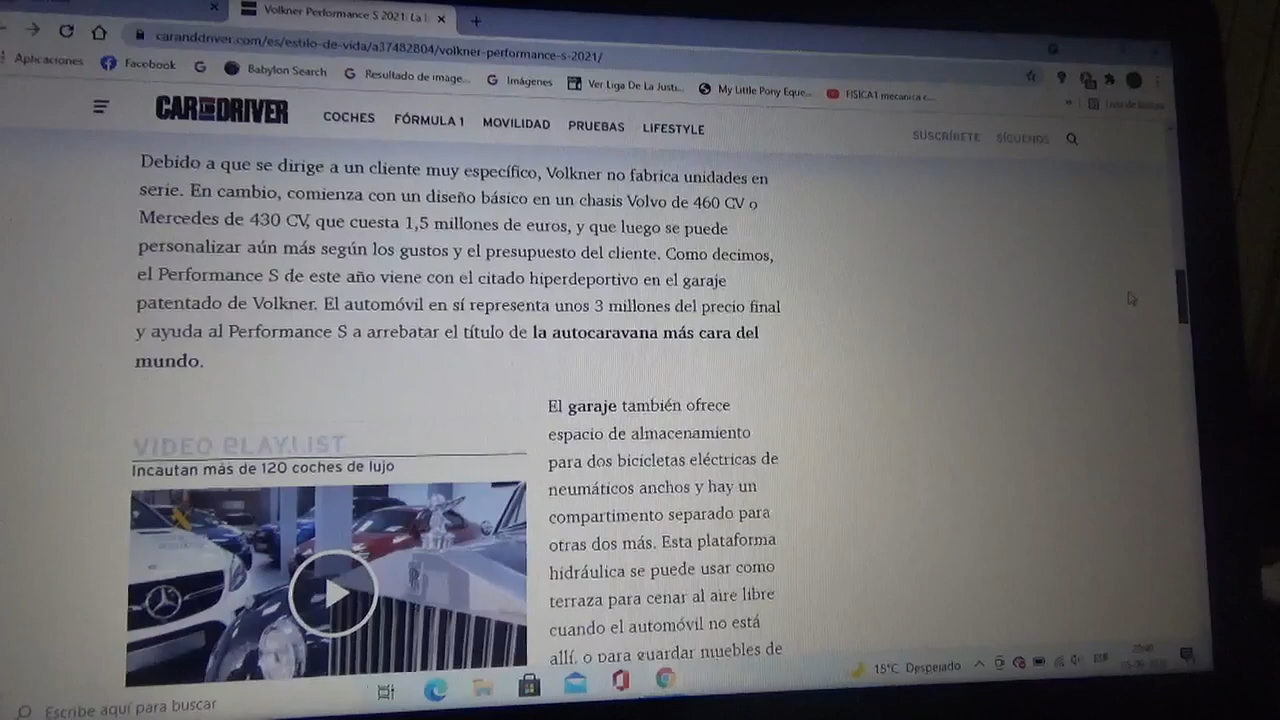 Volkner Performance S 2021: La l
caranddriver.com/es/estilo-de-vida/a37482804/volkner-performance-s-2021/
Aplicaciones Facebook Babylon Search Resultado de image... Imágenes Ver Liga De La Justi... My Little Pony Eque... FISICA1 mecanica c...
CAR AND DRIVER COCHES FÓRMULA 1 MOVILIDAD PRUEBAS LIFESTYLE SUSCRÍBETE SÍGUENOS
Debido a que se dirige a un cliente muy específico, Volkner no fabrica unidades en
serie. En cambio, comienza con un diseño básico en un chasis Volvo de 460 CV o
Mercedes de 430 CV, que cuesta 1,5 millones de euros, y que luego se puede
personalizar aún más según los gustos y el presupuesto del cliente. Como decimos,
el Performance S de este año viene con el citado hiperdeportivo en el garaje
patentado de Volkner. El automóvil en sí representa unos 3 millones del precio final
y ayuda al Performance S a arrebatar el título de la autocaravana más cara del
mundo.
VIDEO PLAYLIST
Incautan más de 120 coches de lujo
El garaje también ofrece
espacio de almacenamiento
para dos bicicletas eléctricas de
neumáticos anchos y hay un
compartimento separado para
otras dos más. Esta plataforma
hidráulica se puede usar como
terraza para cenar al aire libre
cuando el automóvil no está
allí, o para guardar muebles de
15°C Despejado
Escribe aquí para buscar